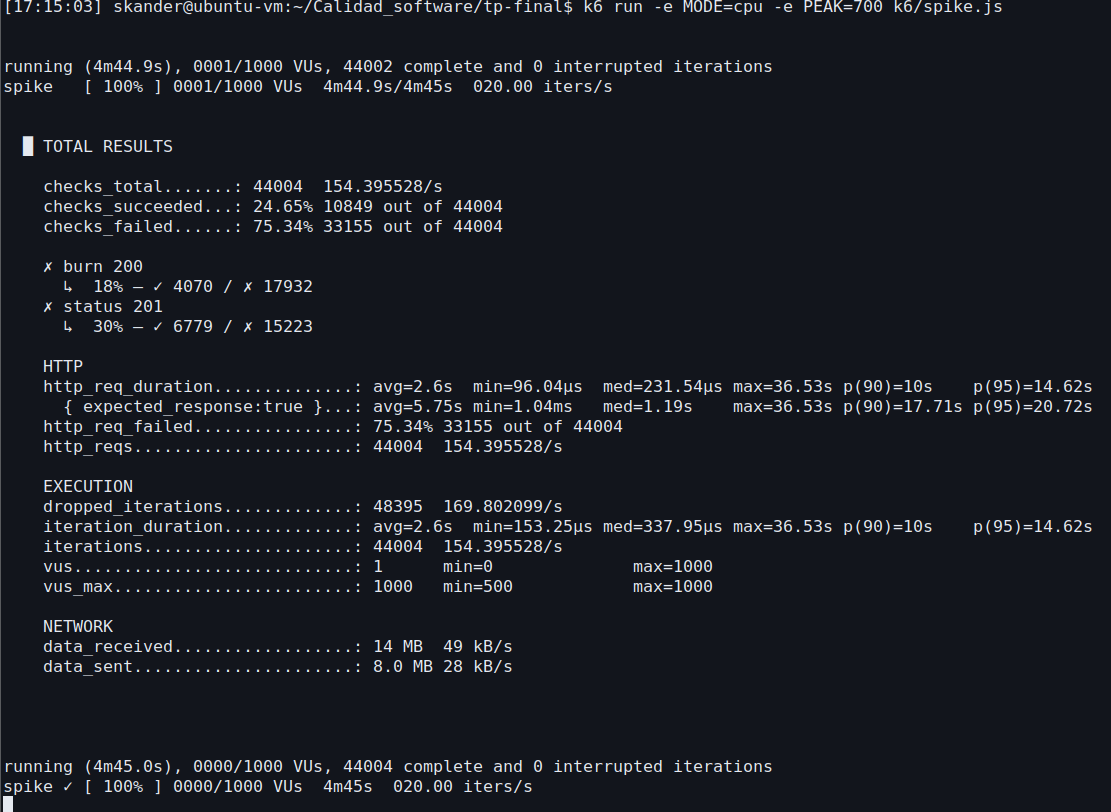 [17:15:03] skander@ubuntu-vm:~/Calidad_software/tp-final$ k6 run -e MODE=cpu -e PEAK=700 k6/spike.js
running (4m44.9s), 0001/1000 VUs, 44002 complete and 0 interrupted iterations
spike   [ 100% ] 0001/1000 VUs  4m44.9s/4m45s  020.00 iters/s
█ TOTAL RESULTS
checks_total.......: 44004  154.395528/s
checks_succeeded...: 24.65% 10849 out of 44004
checks_failed......: 75.34% 33155 out of 44004
✗ burn 200
↳  18% — ✓ 4070 / ✗ 17932
✗ status 201
↳  30% — ✓ 6779 / ✗ 15223
HTTP
http_req_duration..............: avg=2.6s  min=96.04µs  med=231.54µs max=36.53s p(90)=10s    p(95)=14.62s
{ expected_response:true }...: avg=5.75s min=1.04ms   med=1.19s    max=36.53s p(90)=17.71s p(95)=20.72s
http_req_failed................: 75.34% 33155 out of 44004
http_reqs......................: 44004  154.395528/s
EXECUTION
dropped_iterations.............: 48395  169.802099/s
iteration_duration.............: avg=2.6s  min=153.25µs med=337.95µs max=36.53s p(90)=10s    p(95)=14.62s
iterations.....................: 44004  154.395528/s
vus............................: 1      min=0              max=1000
vus_max........................: 1000   min=500            max=1000
NETWORK
data_received..................: 14 MB  49 kB/s
data_sent......................: 8.0 MB 28 kB/s
running (4m45.0s), 0000/1000 VUs, 44004 complete and 0 interrupted iterations
spike ✓ [ 100% ] 0000/1000 VUs  4m45s  020.00 iters/s